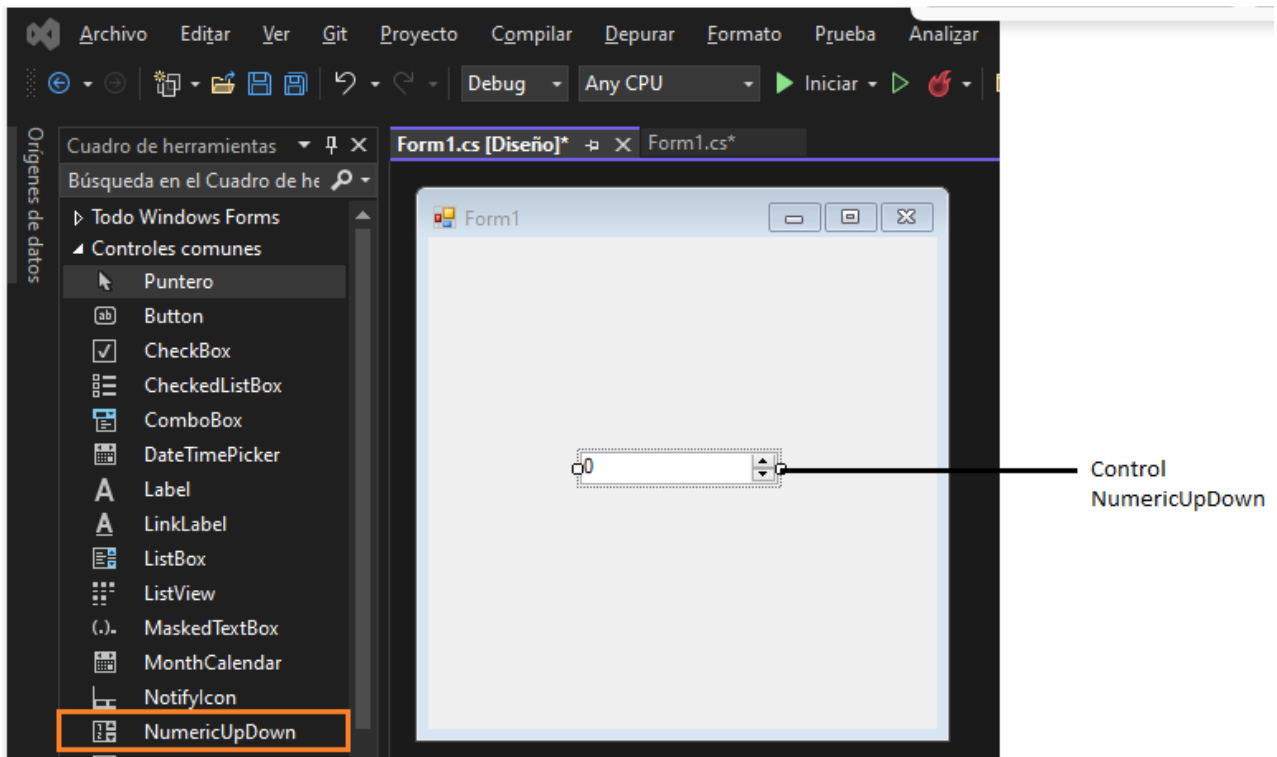 Archivo Editar Ver Git Proyecto Compilar Depurar Formato Prueba Analizar
Debug Any CPU Iniciar
Orígenes de datos
Cuadro de herramientas
Form1.cs [Diseño]* Form1.cs*
Búsqueda en el Cuadro de he
Todo Windows Forms
Form1
Controles comunes
Puntero
Button
CheckBox
CheckedListBox
ComboBox
DateTimePicker
Label
LinkLabel
ListBox
ListView
MaskedTextBox
MonthCalendar
NotifyIcon
NumericUpDown
0
Control
NumericUpDown